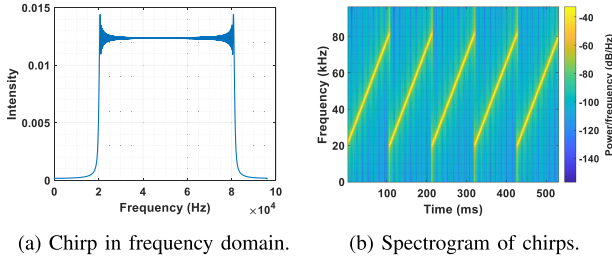 0.015
0.01
0.005
0
Intensity
0 2 4 6 8 10
Frequency (Hz) ×10⁴
(a) Chirp in frequency domain.
80
60
40
20
0
Frequency (kHz)
100 200 300 400 500
Time (ms)
-40
-60
-80
-100
-120
-140
Power/frequency (dB/Hz)
(b) Spectrogram of chirps.